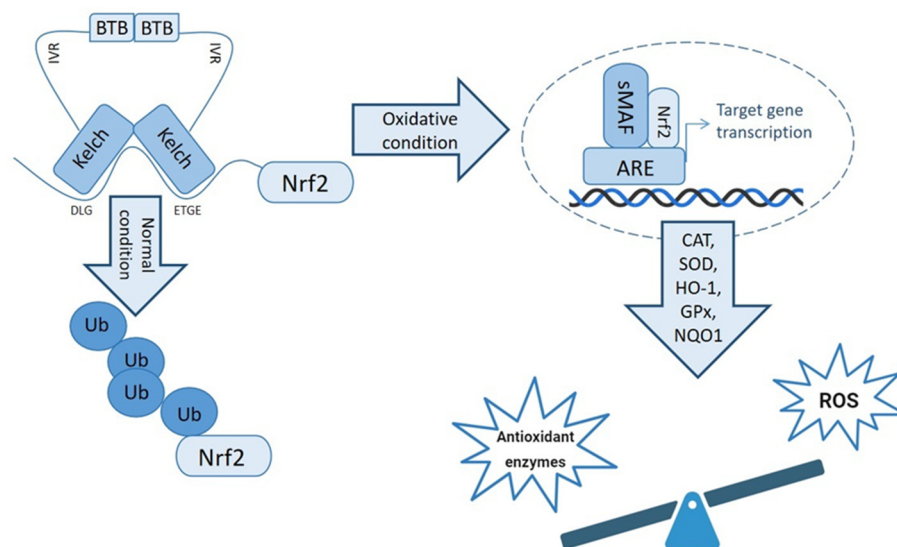 BTB BTB
IVR
IVR
Kelch
Kelch
DLG
ETGE
Nrf2
Normal
condition
Ub
Ub
Ub
Ub
Nrf2
Oxidative
condition
sMAF
Nrf2
ARE
Target gene
transcription
CAT,
SOD,
HO-1,
GPx,
NQO1
Antioxidant
enzymes
ROS